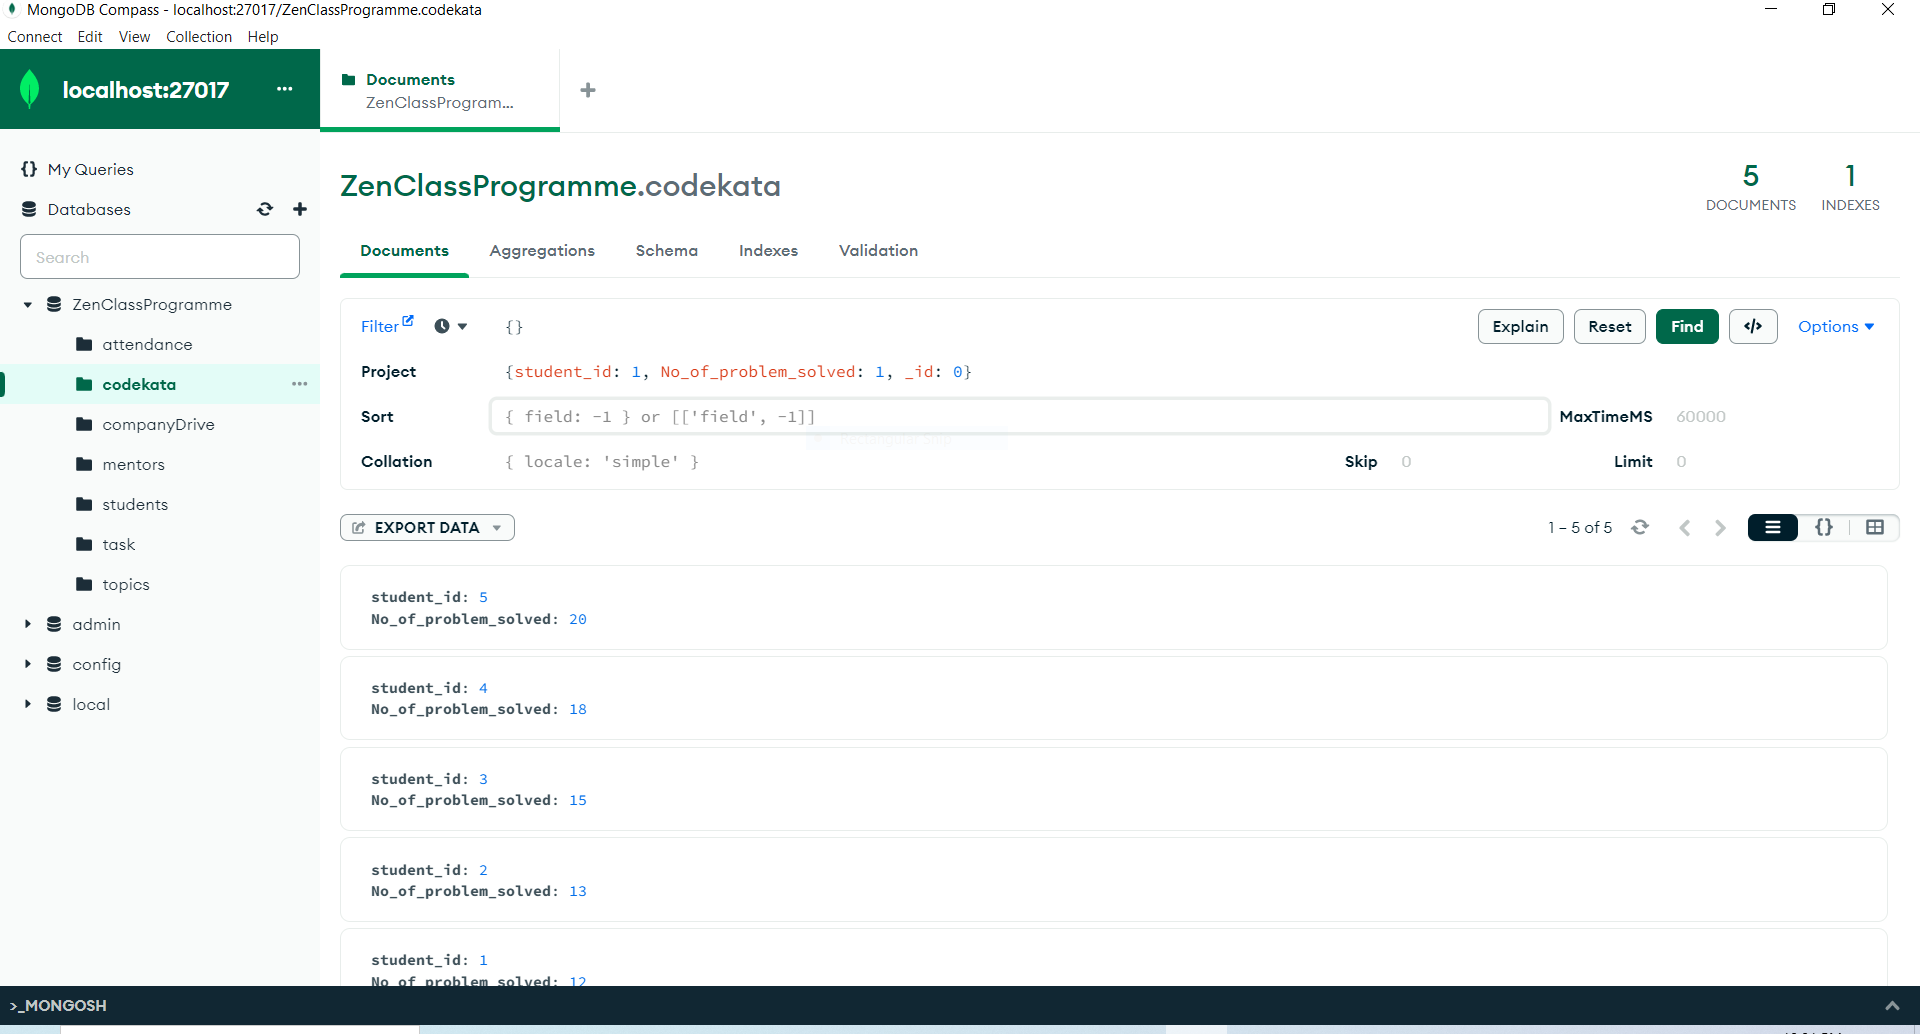 MongoDB Compass - localhost:27017/ZenClassProgramme.codekata
Connect Edit View Collection Help
localhost:27017 ...
Documents
ZenClassProgram...
My Queries
Databases
Search
ZenClassProgramme
attendance
codekata
companyDrive
mentors
students
task
topics
admin
config
local
ZenClassProgramme.codekata
5
DOCUMENTS
1
INDEXES
Documents Aggregations Schema Indexes Validation
Filter {} Explain Reset Find </> Options
Project {student_id: 1, No_of_problem_solved: 1, _id: 0}
Sort { field: -1 } or [['field', -1]] MaxTimeMS 60000
Rectangular Snip
Collation { locale: 'simple' } Skip 0 Limit 0
EXPORT DATA 1 – 5 of 5 {}
student_id: 5
No_of_problem_solved: 20
student_id: 4
No_of_problem_solved: 18
student_id: 3
No_of_problem_solved: 15
student_id: 2
No_of_problem_solved: 13
student_id: 1
No_of_problem_solved: 12
>_MONGOSH